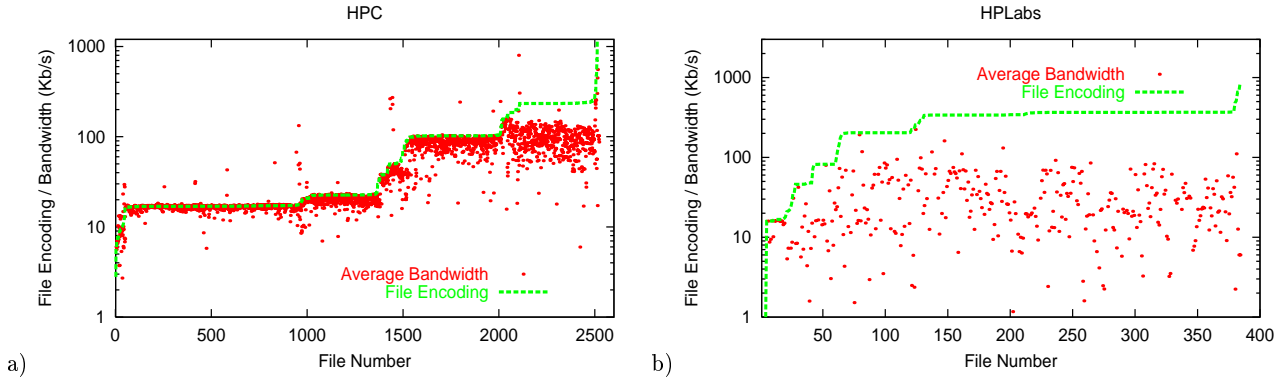 HPC
File Encoding / Bandwidth (Kb/s)
1000
100
10
1
Average Bandwidth
File Encoding
0
500
1000
1500
2000
2500
File Number
a)
HPLabs
File Encoding / Bandwidth (Kb/s)
1000
100
10
1
Average Bandwidth
File Encoding
50
100
150
200
250
300
350
400
File Number
b)